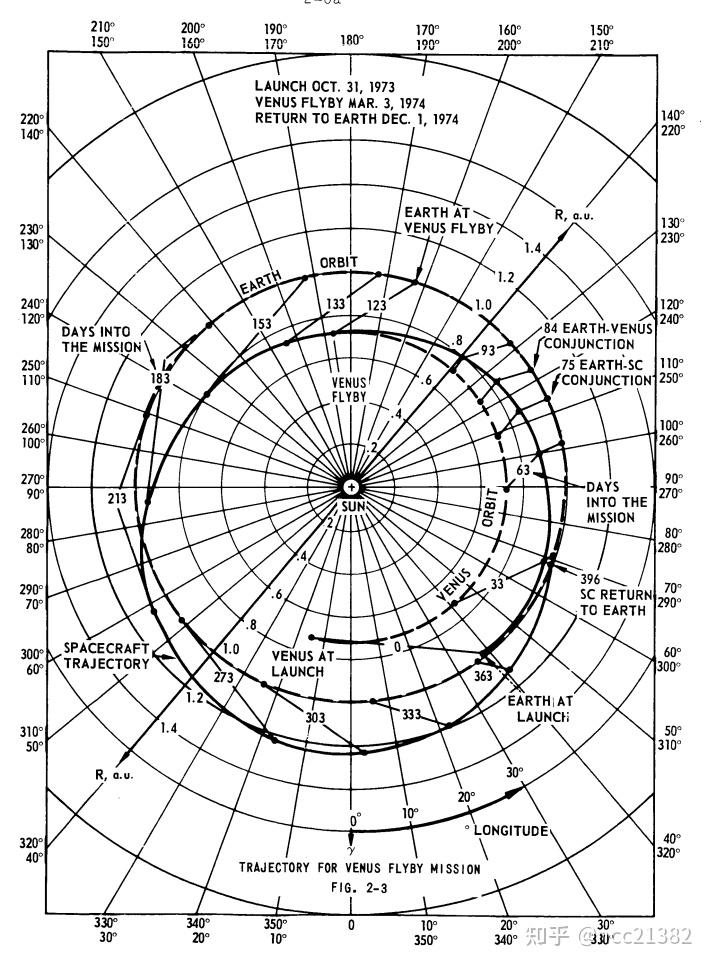 210° 200° 190° 180° 170° 160° 150°
150° 160° 170° 190° 200° 210°
LAUNCH OCT. 31, 1973
VENUS FLYBY MAR. 3, 1974
RETURN TO EARTH DEC. 1, 1974
220°
140°
140°
220°
EARTH AT
VENUS FLYBY
R, a.u.
230°
130°
130°
230°
1.4
ORBIT
EARTH
1.2
1.0
133
123
153
240°
120°
120°
240°
DAYS INTO
THE MISSION
.8
93
84 EARTH-VENUS
CONJUNCTION
75 EARTH-SC
CONJUNCTION
250°
110°
110°
250°
183
VENUS
FLYBY
.6
.4
260°
100°
100°
260°
.2
63
270°
90°
90°
270°
213
SUN
ORBIT
DAYS
INTO THE
MISSION
.2
280°
80°
80°
280°
.4
VENUS
33
396
SC RETURN
TO EARTH
290°
70°
70°
290°
.6
.8
1.0
0
SPACECRAFT
TRAJECTORY
VENUS AT
LAUNCH
300°
60°
60°
300°
273
363
1.2
EARTH AT
LAUNCH
303
333
1.4
310°
50°
50°
310°
R, a.u.
30°
20°
10°
0°
° LONGITUDE
γ
320°
40°
40°
320°
TRAJECTORY FOR VENUS FLYBY MISSION
FIG. 2-3
330° 340° 350° 0 10° 20° 30°
30° 20° 10° 350° 340° 330°